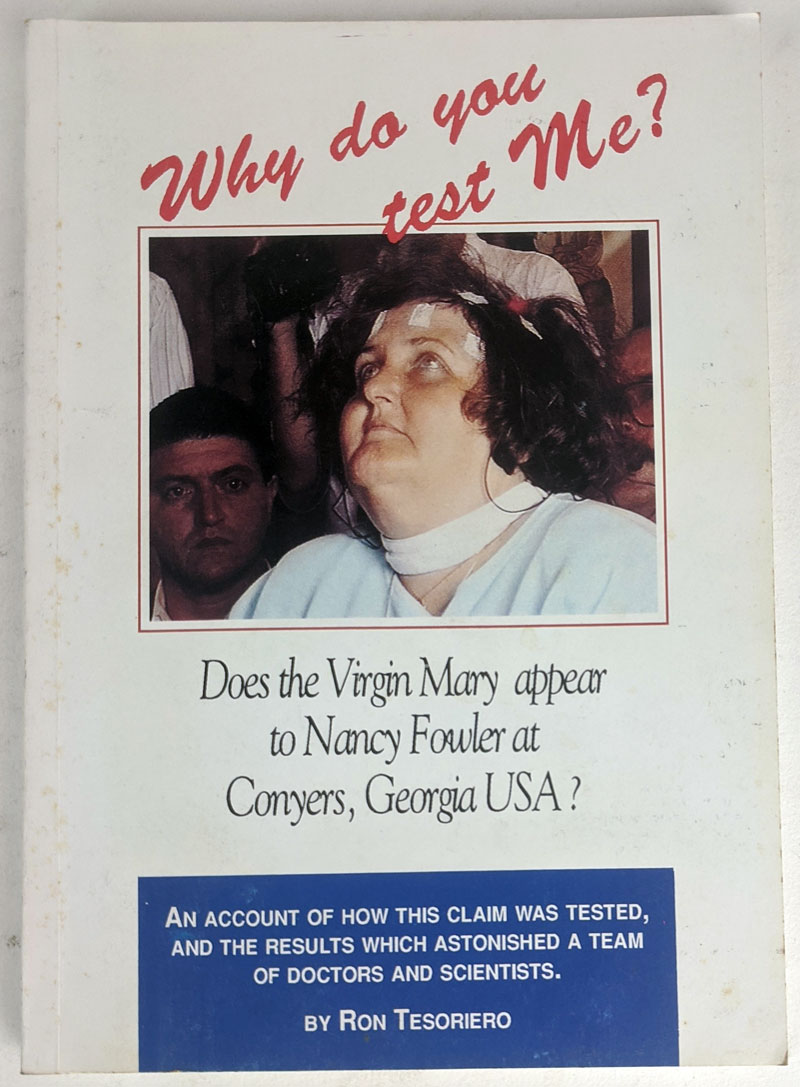 Why do you
test Me?
Does the Virgin Mary appear
to Nancy Fowler at
Conyers, Georgia USA ?
AN ACCOUNT OF HOW THIS CLAIM WAS TESTED,
AND THE RESULTS WHICH ASTONISHED A TEAM
OF DOCTORS AND SCIENTISTS.
BY RON TESORIERO